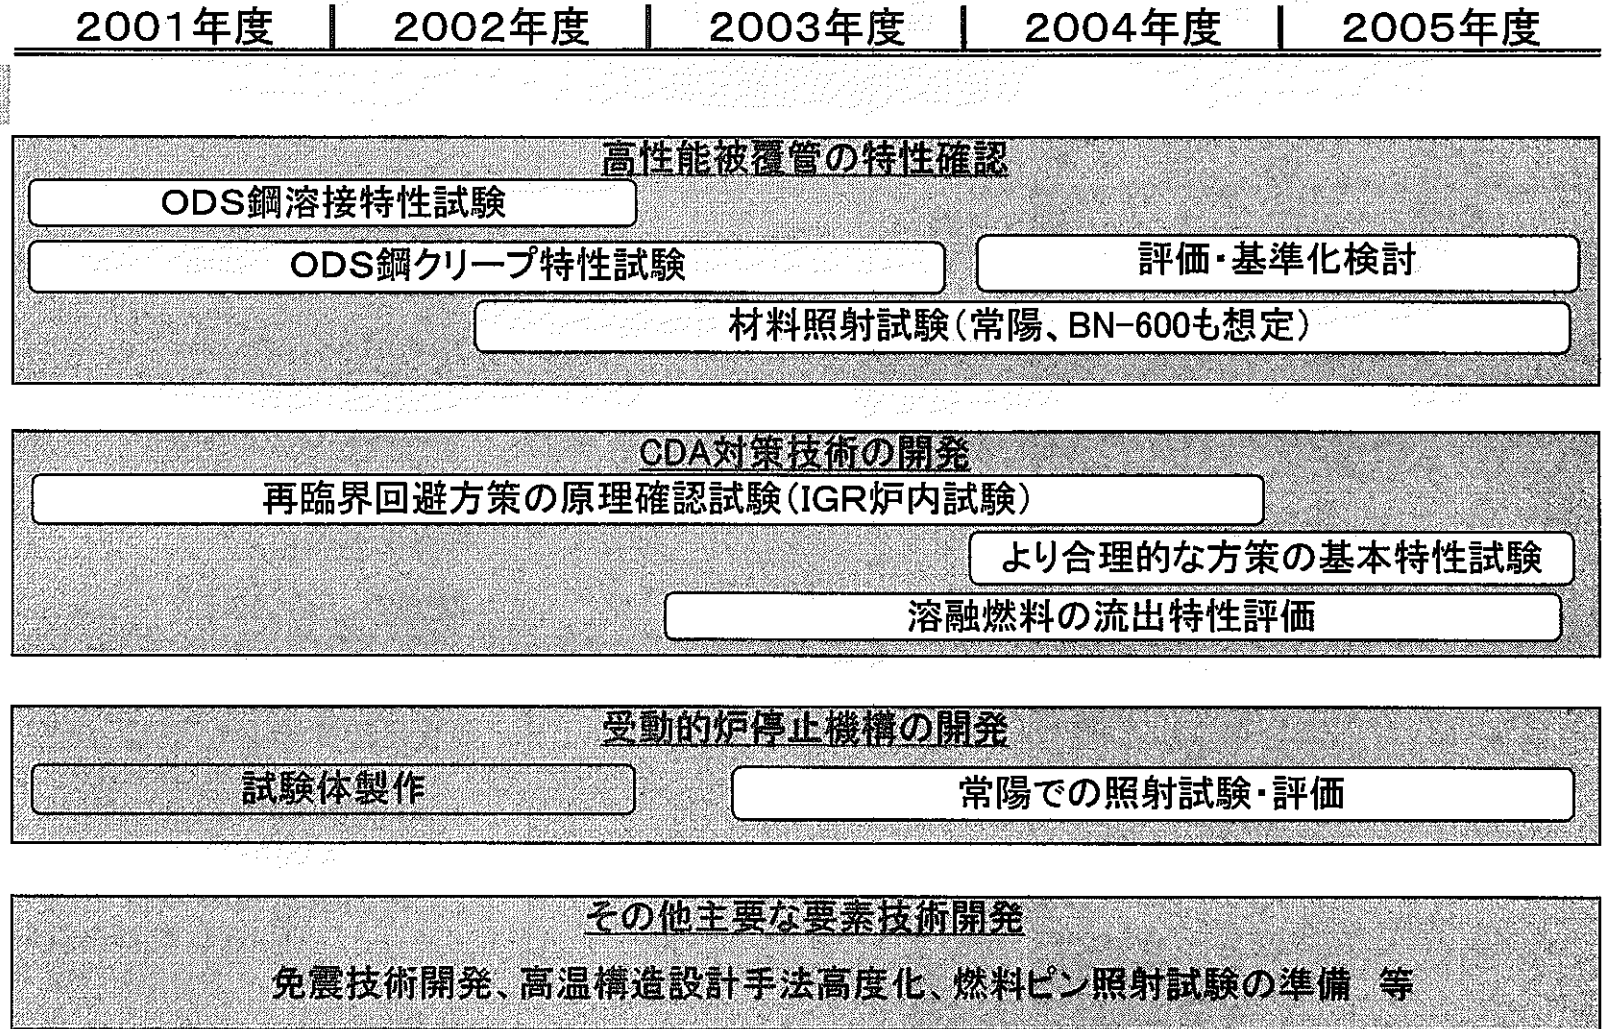 2001年度 2002年度 2003年度 2004年度 2005年度
高性能被覆管の特性確認
ODS鋼溶接特性試験
ODS鋼クリープ特性試験 評価・基準化検討
材料照射試験(常陽、BN-600も想定)
CDA対策技術の開発
再臨界回避方策の原理確認試験(IGR炉内試験)
より合理的な方策の基本特性試験
溶融燃料の流出特性評価
受動的炉停止機構の開発
試験体製作 常陽での照射試験・評価
その他主要な要素技術開発
免震技術開発、高温構造設計手法高度化、燃料ピン照射試験の準備 等